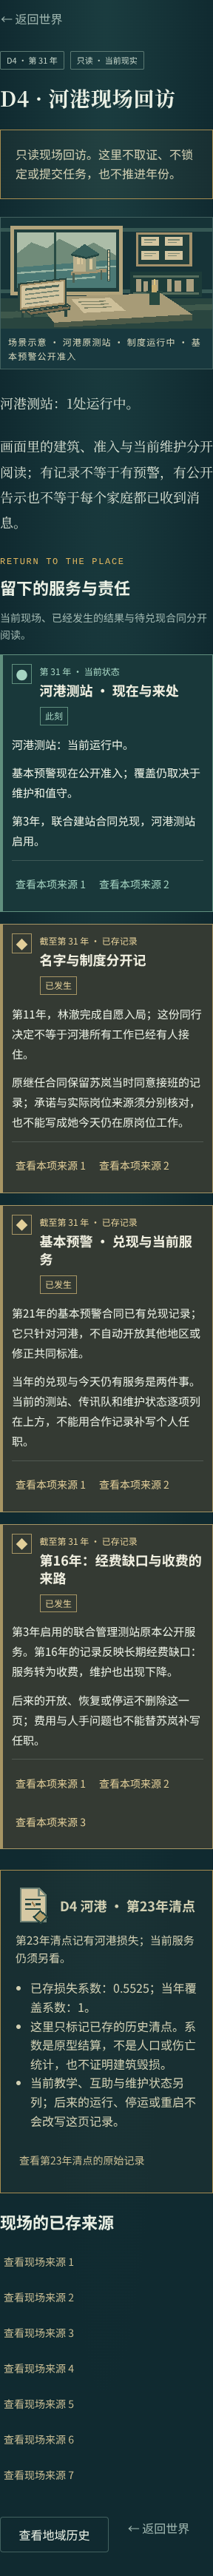 ← 返回世界
D4 · 第 31 年
只读 · 当前现实
D4 · 河港现场回访
只读现场回访。这里不取证、不锁
定或提交任务，也不推进年份。
场景示意 · 河港原测站 · 制度运行中 · 基
本预警公开准入
河港测站：1处运行中。
画面里的建筑、准入与当前维护分开
阅读；有记录不等于有预警，有公开
告示也不等于每个家庭都已收到消
息。
RETURN TO THE PLACE
留下的服务与责任
当前现场、已经发生的结果与待兑现合同分开
阅读。
第 31 年 · 当前状态
河港测站 · 现在与来处
此刻
河港测站：当前运行中。
基本预警现在公开准入；覆盖仍取决于
维护和值守。
第3年，联合建站合同兑现，河港测站
启用。
查看本项来源 1
查看本项来源 2
截至第 31 年 · 已存记录
名字与制度分开记
已发生
第11年，林澈完成自愿入局；这份同行
决定不等于河港所有工作已经有人接
住。
原继任合同保留苏岚当时同意接班的记
录；承诺与实际岗位来源须分别核对，
也不能写成她今天仍在原岗位工作。
查看本项来源 1
查看本项来源 2
截至第 31 年 · 已存记录
基本预警 · 兑现与当前服
务
已发生
第21年的基本预警合同已有兑现记录；
它只针对河港，不自动开放其他地区或
修正共同标准。
当年的兑现与今天仍有服务是两件事。
当前的测站、传讯队和维护状态逐项列
在上方，不能用合作记录补写个人任
职。
查看本项来源 1
查看本项来源 2
截至第 31 年 · 已存记录
第16年：经费缺口与收费的
来路
已发生
第3年启用的联合管理测站原本公开服
务。第16年的记录反映长期经费缺口：
服务转为收费，维护也出现下降。
后来的开放、恢复或停运不删除这一
页；费用与人手问题也不能替苏岚补写
任职。
查看本项来源 1
查看本项来源 2
查看本项来源 3
D4 河港 · 第23年清点
第23年清点记有河港损失；当前服务
仍须另看。
• 已存损失系数：0.5525；当年覆
盖系数：1。
• 这里只标记已存的历史清点。系
数是原型结算，不是人口或伤亡
统计，也不证明建筑毁损。
• 当前教学、互助与维护状态另
列；后来的运行、停运或重启不
会改写这页记录。
查看第23年清点的原始记录
现场的已存来源
查看现场来源 1
查看现场来源 2
查看现场来源 3
查看现场来源 4
查看现场来源 5
查看现场来源 6
查看现场来源 7
查看地域历史
← 返回世界